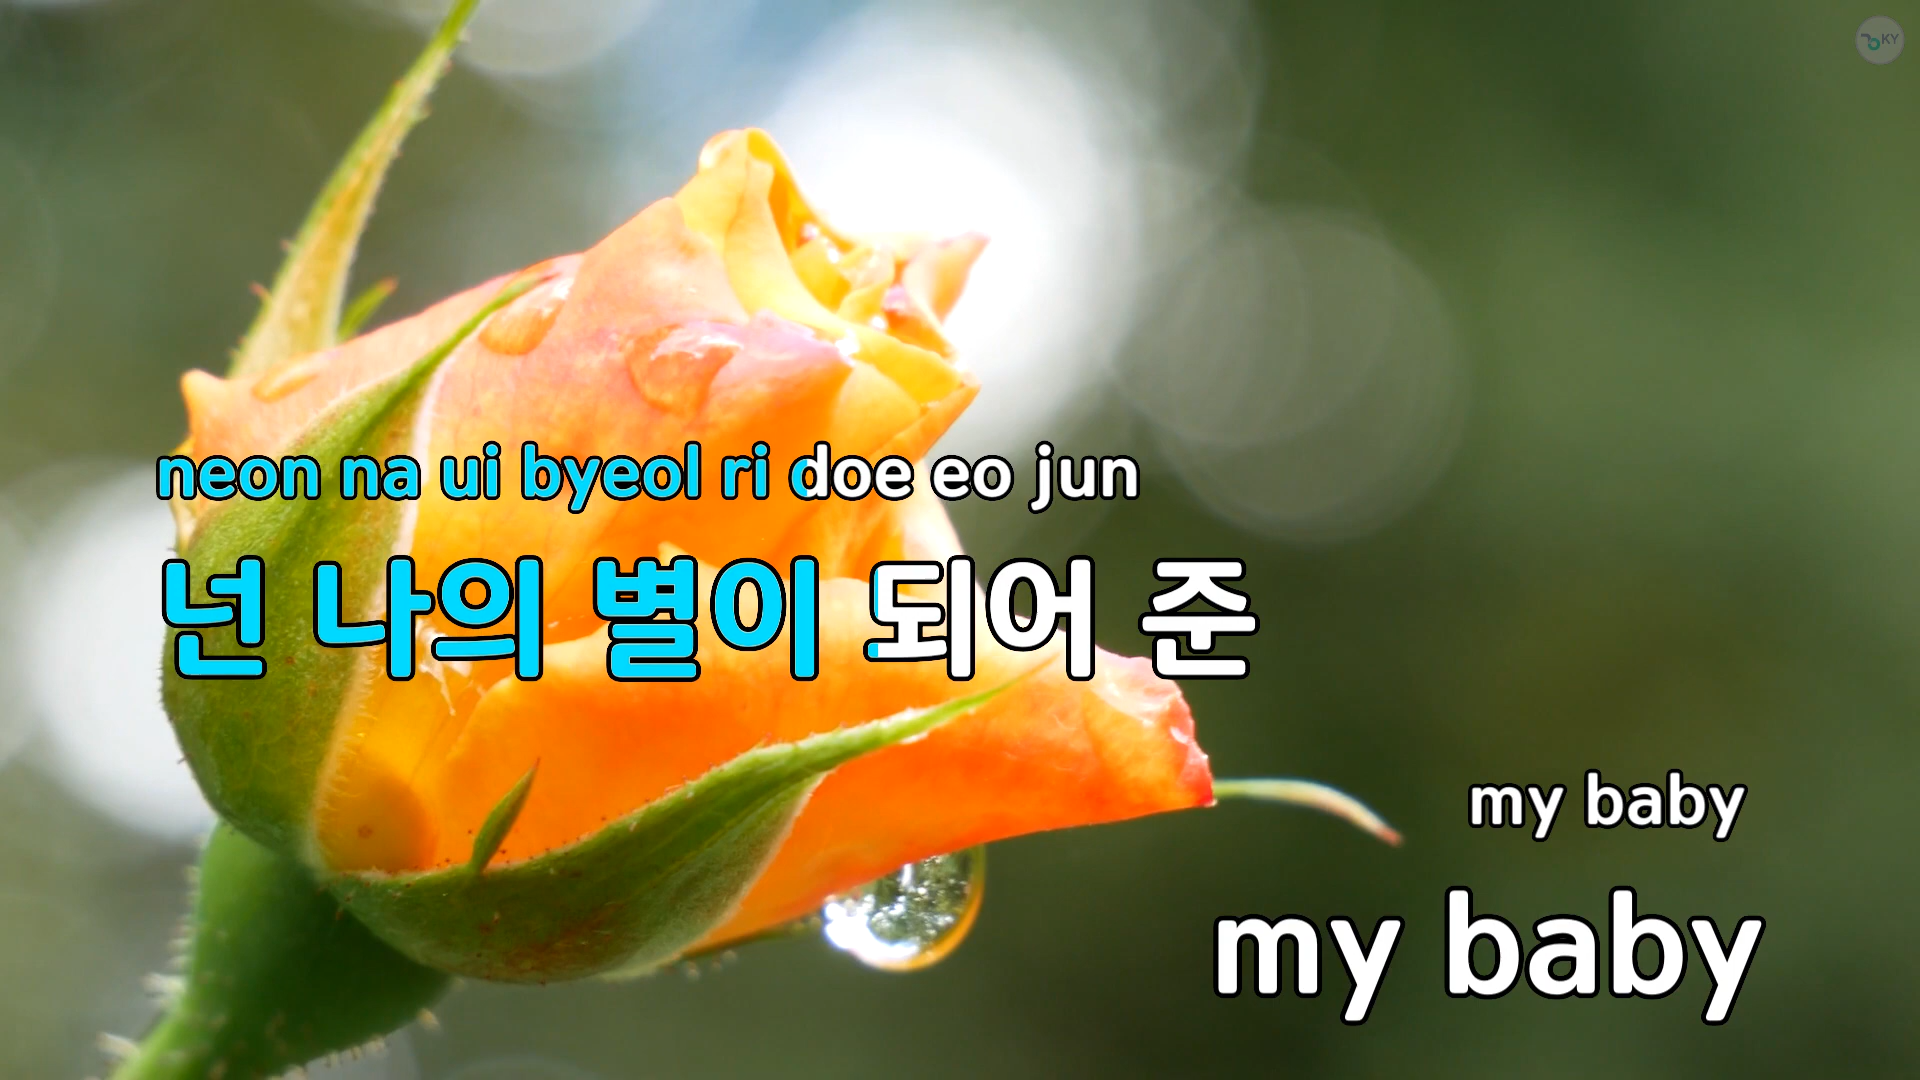 KY
neon na ui byeol ri doe eo jun
넌 나의 별이 되어 준
my baby
my baby